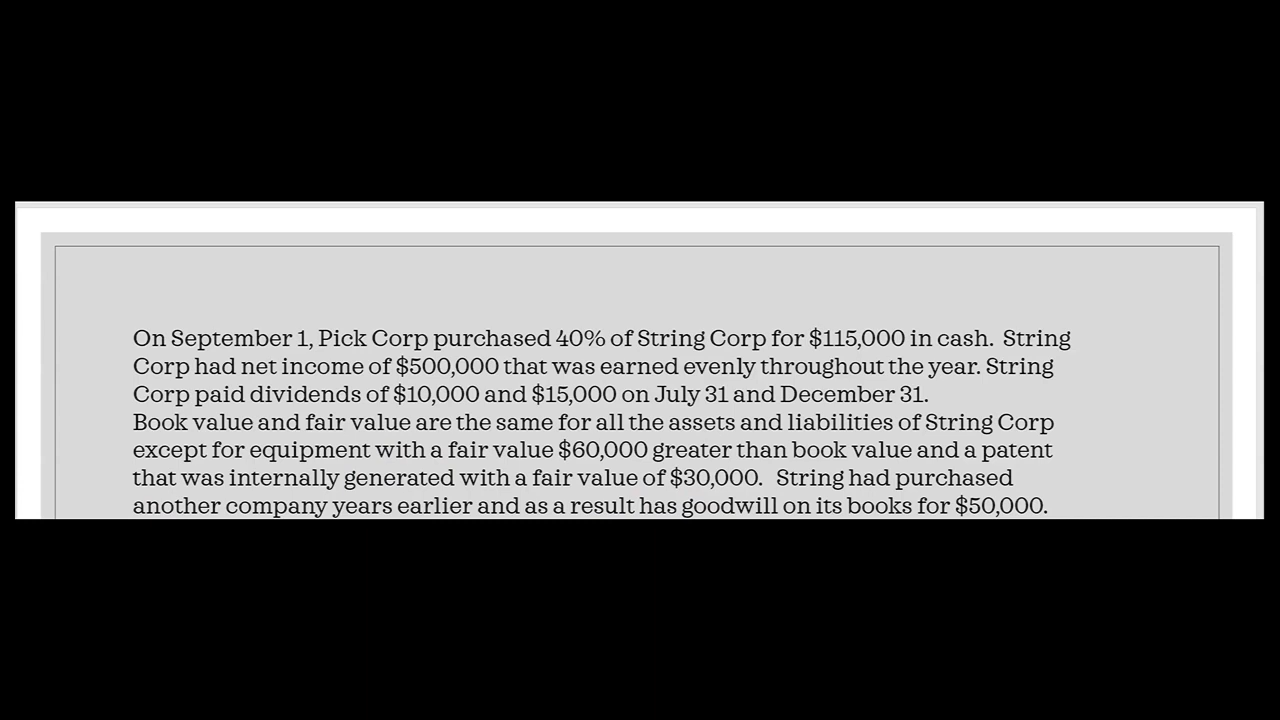 On September 1, Pick Corp purchased 40% of String Corp for $115,000 in cash.  String
Corp had net income of $500,000 that was earned evenly throughout the year. String
Corp paid dividends of $10,000 and $15,000 on July 31 and December 31.
Book value and fair value are the same for all the assets and liabilities of String Corp
except for equipment with a fair value $60,000 greater than book value and a patent
that was internally generated with a fair value of $30,000.   String had purchased
another company years earlier and as a result has goodwill on its books for $50,000.